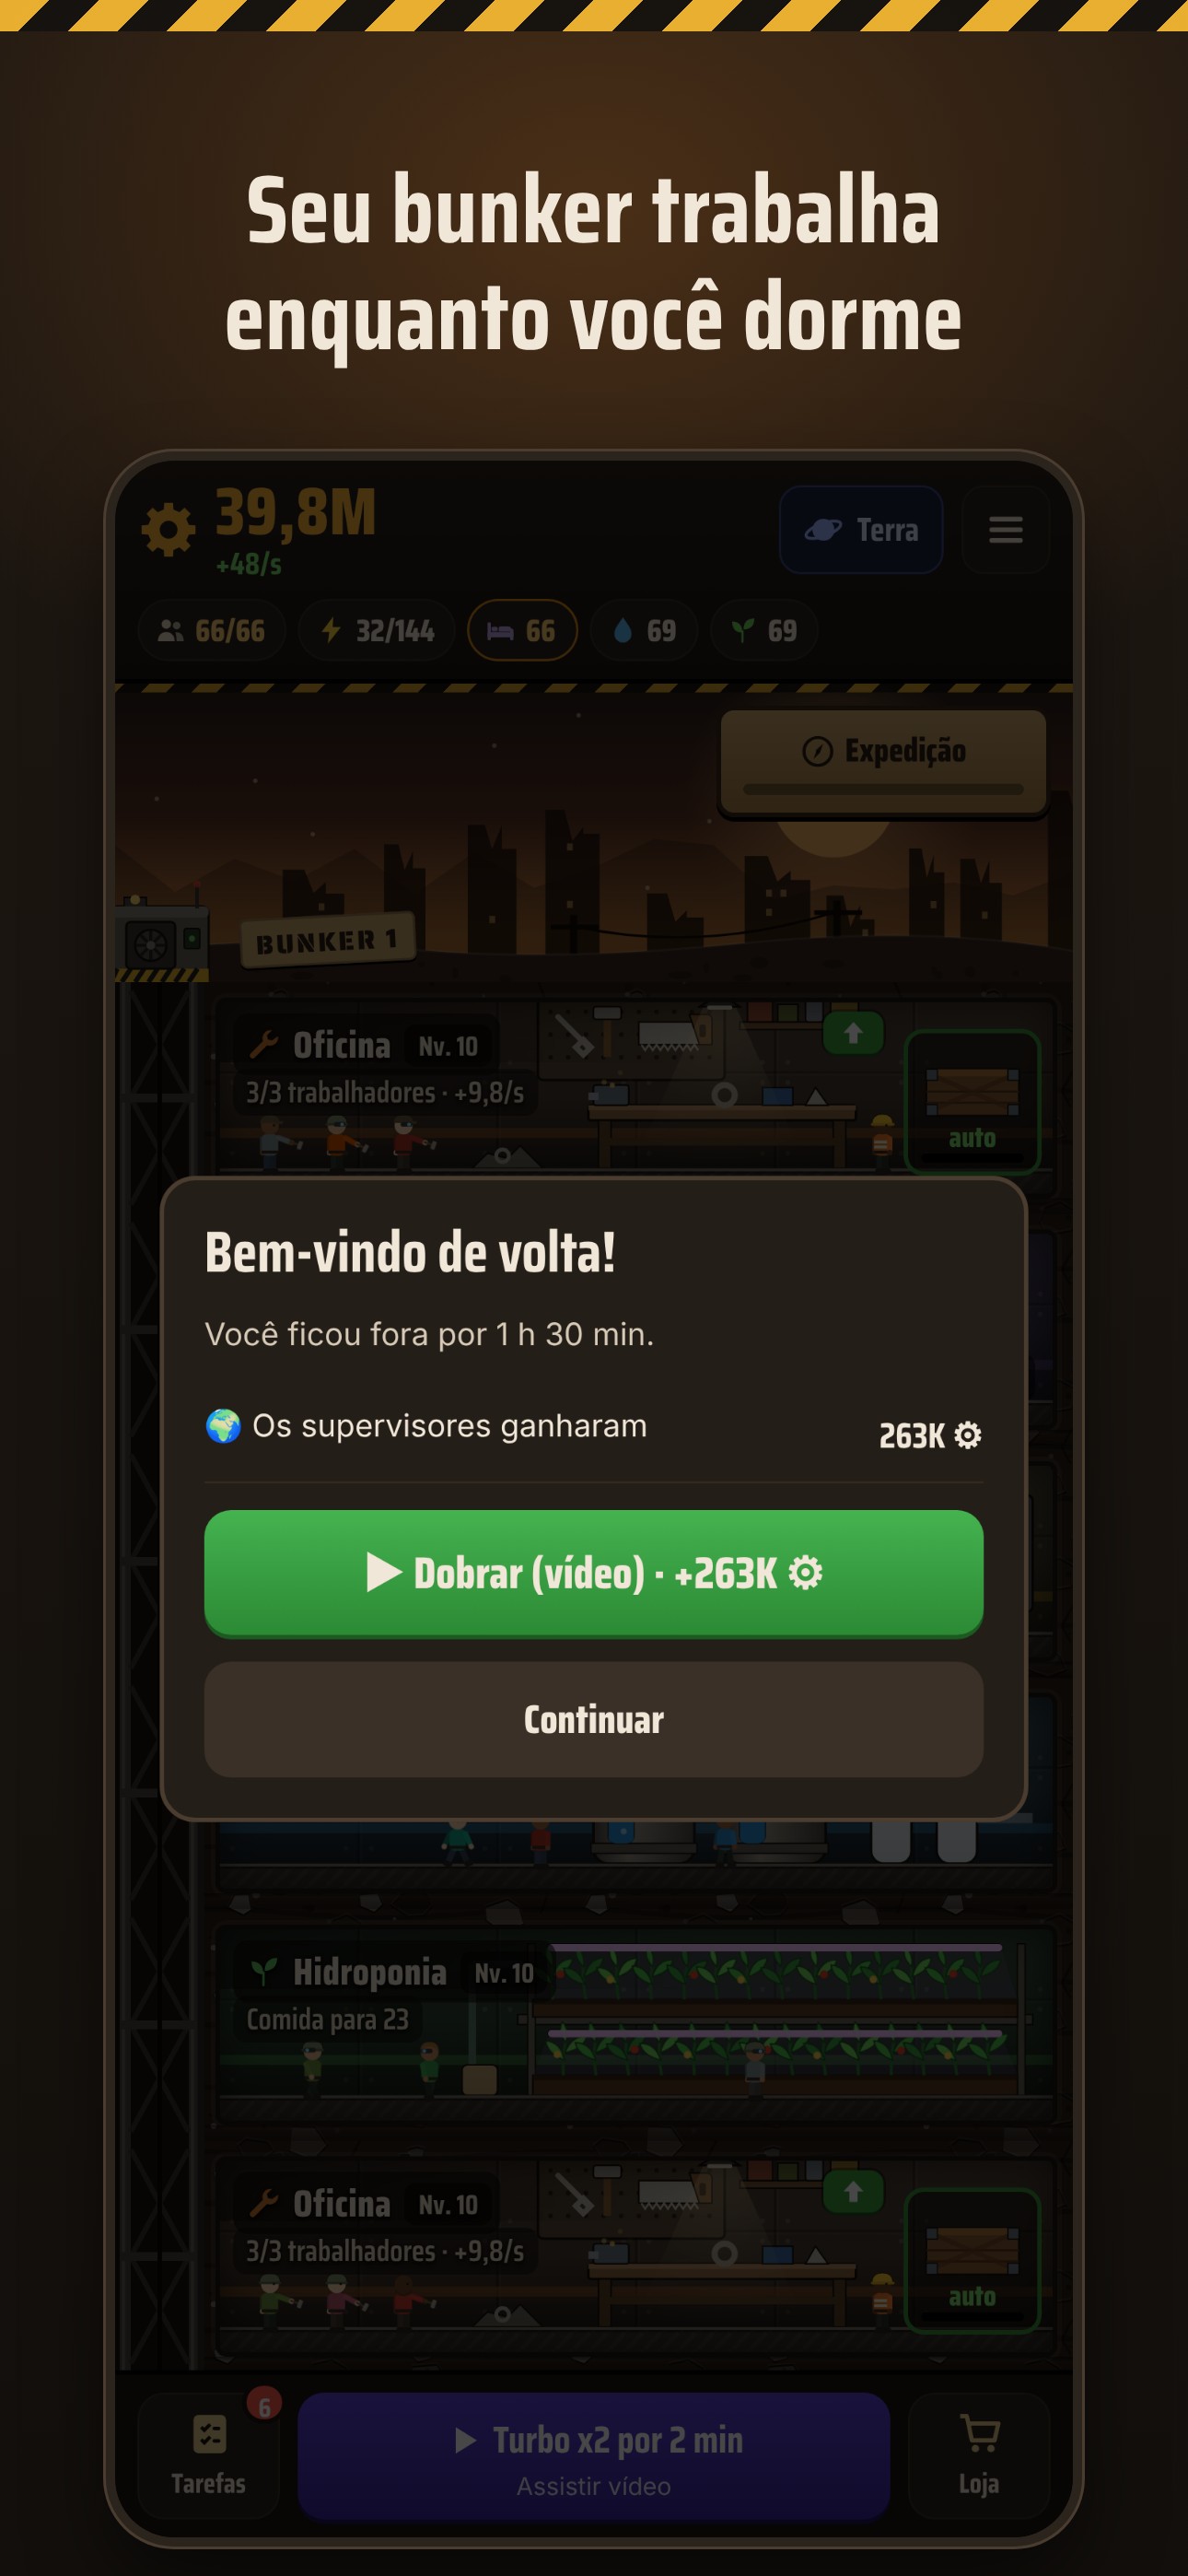 Seu bunker trabalha
enquanto você dorme
39,8M
+48/s
Terra
66/66
32/144
66
69
69
Expedição
BUNKER 1
Oficina
Nv. 10
3/3 trabalhadores · +9,8/s
auto
Bem-vindo de volta!
Você ficou fora por 1 h 30 min.
Os supervisores ganharam
263K
Dobrar (vídeo) · +263K
Continuar
Hidroponia
Nv. 10
Comida para 23
Oficina
Nv. 10
3/3 trabalhadores · +9,8/s
auto
6
Tarefas
Turbo x2 por 2 min
Assistir vídeo
Loja